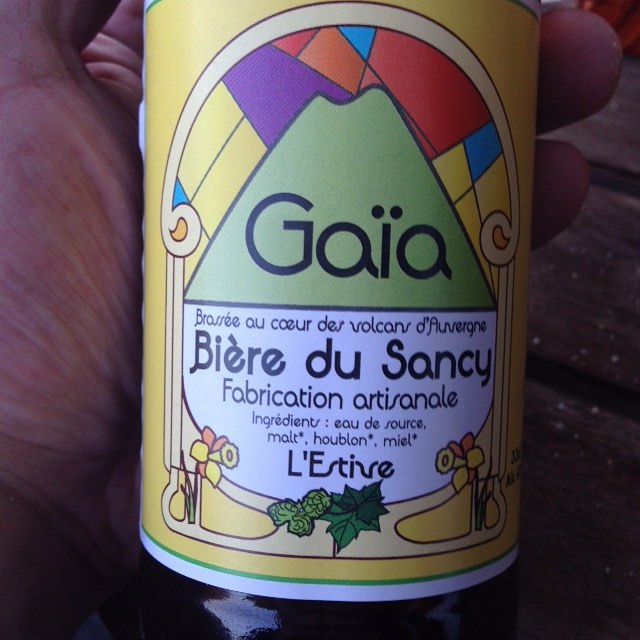 Gaïa
Brassée au cœur des volcans d'Auvergne
Bière du Sancy
Fabrication artisanale
Ingrédients : eau de source,
malt*, houblon*, miel*
L'Estive